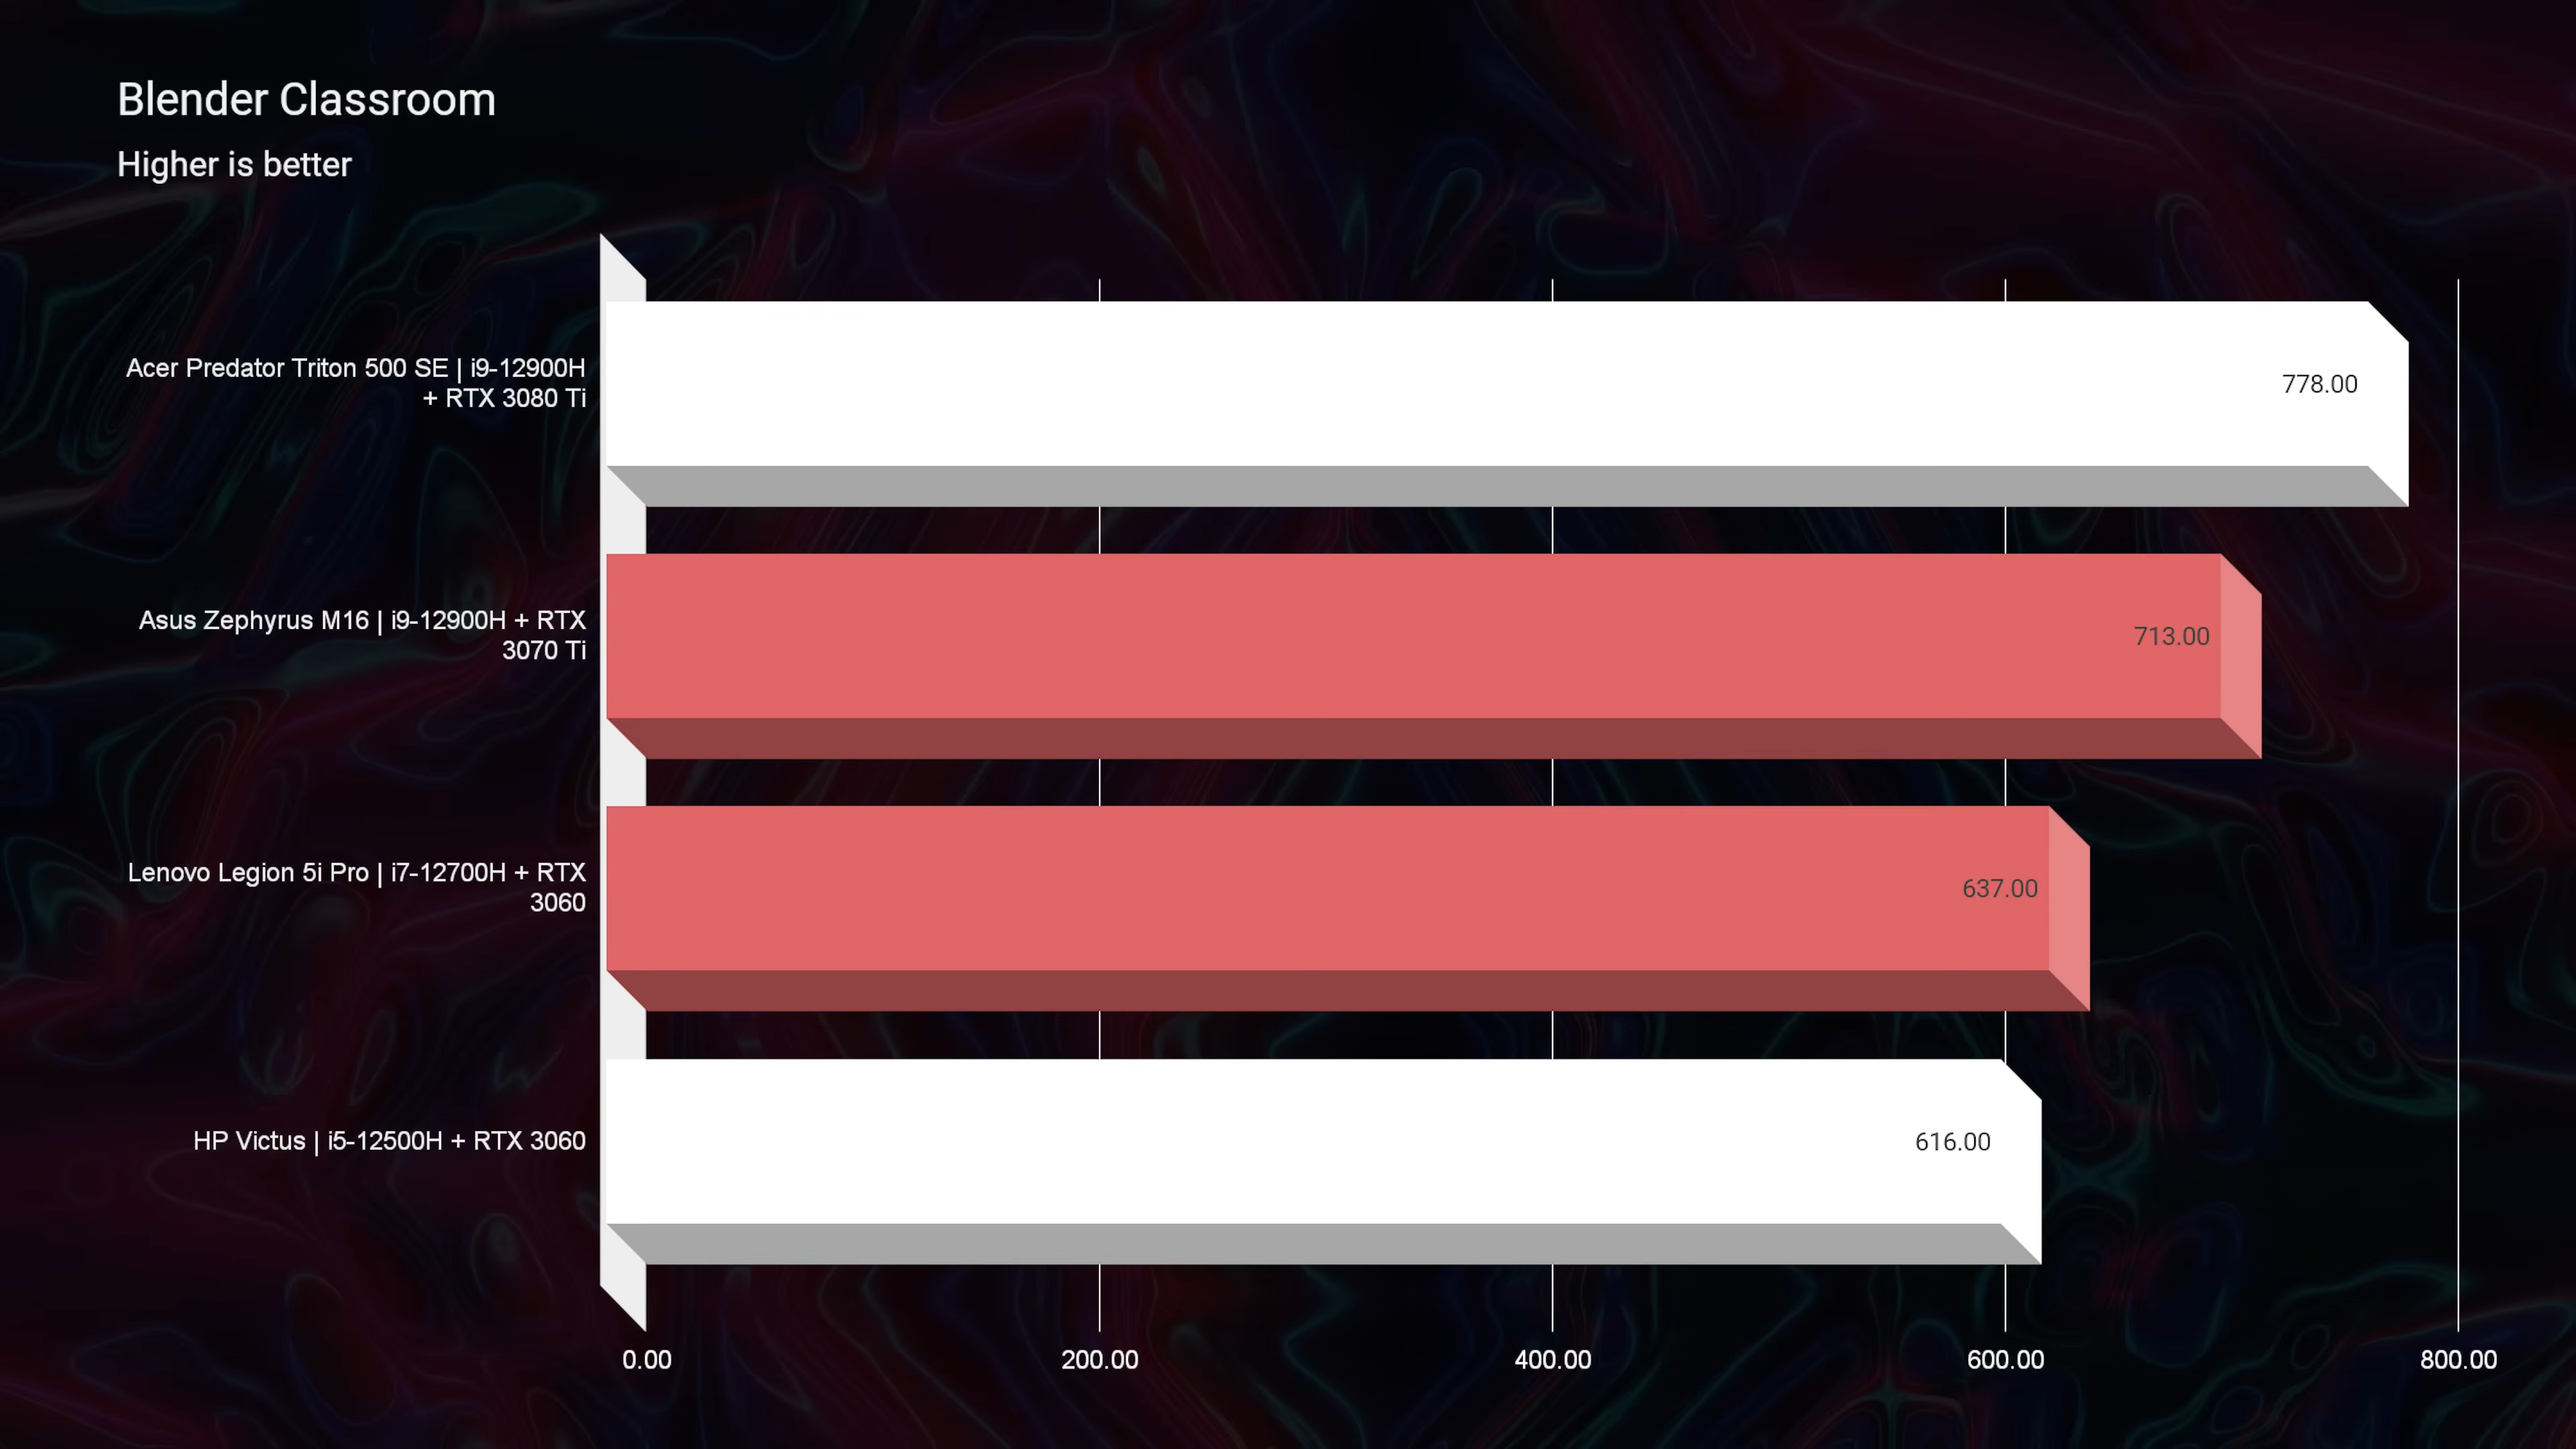 Blender Classroom
Higher is better
Acer Predator Triton 500 SE | i9-12900H
+ RTX 3080 Ti
778.00
Asus Zephyrus M16 | i9-12900H + RTX
3070 Ti
713.00
Lenovo Legion 5i Pro | i7-12700H + RTX
3060
637.00
HP Victus | i5-12500H + RTX 3060
616.00
0.00 200.00 400.00 600.00 800.00